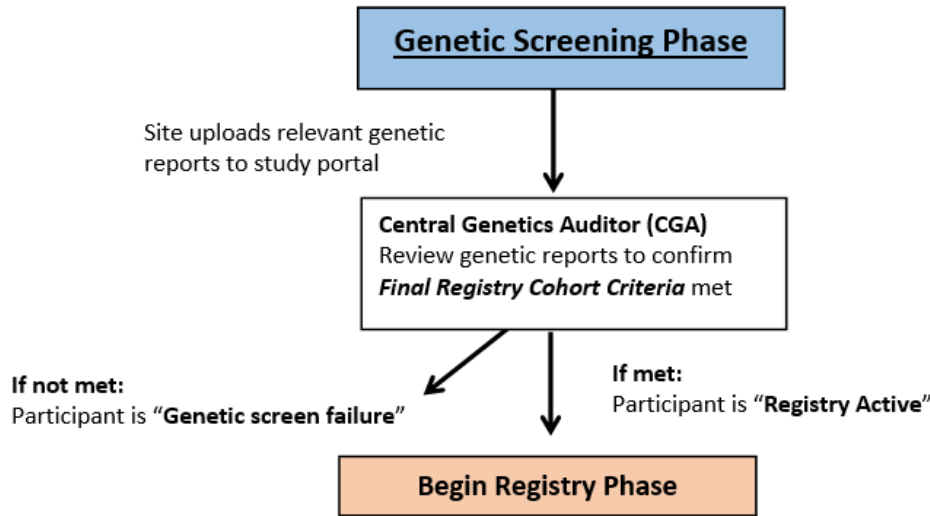 Genetic Screening Phase
Site uploads relevant genetic
reports to study portal
Central Genetics Auditor (CGA)
Review genetic reports to confirm
Final Registry Cohort Criteria met
If not met:
Participant is “Genetic screen failure”
If met:
Participant is “Registry Active”
Begin Registry Phase